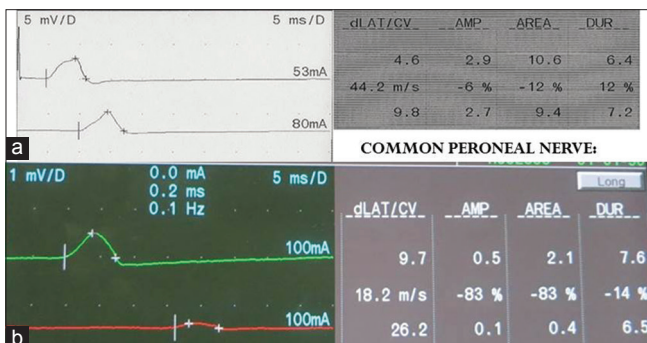 5 mV/D 5 ms/D
53mA
80mA
a
dLAT/CV AMP AREA DUR
4.6 2.9 10.6 6.4
44.2 m/s -6 % -12 % 12 %
9.8 2.7 9.4 7.2
COMMON PERONEAL NERVE:
1 mV/D 0.0 mA 5 ms/D
0.2 ms
0.1 Hz
100mA
100mA
b
Long
dLAT/CV AMP AREA DUR
9.7 0.5 2.1 7.6
18.2 m/s -83 % -83 % -14 %
26.2 0.1 0.4 6.5